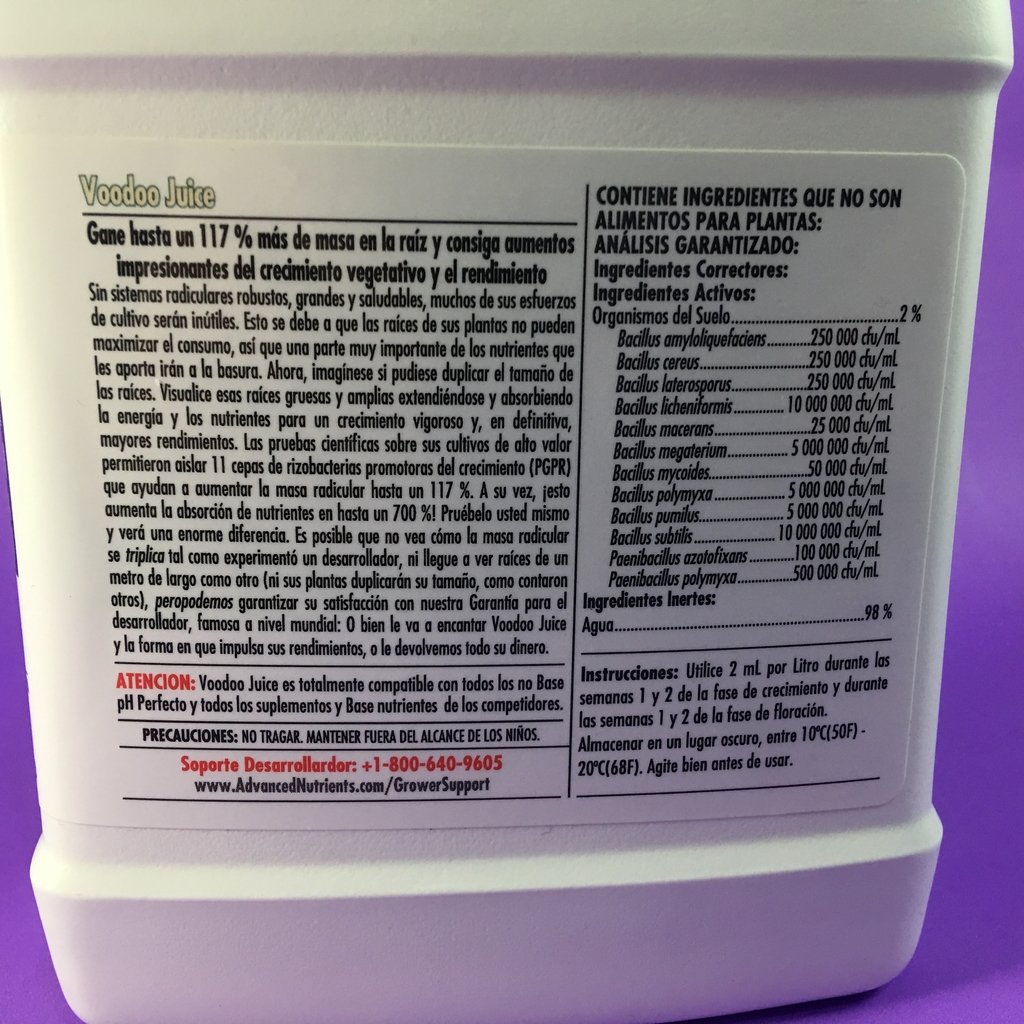 Voodoo Juice
Gane hasta un 117 % más de masa en la raíz y consiga aumentos
impresionantes del crecimiento vegetativo y el rendimiento
Sin sistemas radiculares robustos, grandes y saludables, muchos de sus esfuerzos
de cultivo serán inútiles. Esto se debe a que las raíces de sus plantas no pueden
maximizar el consumo, así que una parte muy importante de los nutrientes que
les aporta irán a la basura. Ahora, imagínese si pudiese duplicar el tamaño de
las raíces. Visualice esas raíces gruesas y amplias extendiéndose y absorbiendo
la energía y los nutrientes para un crecimiento vigoroso y, en definitiva,
mayores rendimientos. Las pruebas científicas sobre sus cultivos de alto valor
permitieron aislar 11 cepas de rizobacterias promotoras del crecimiento (PGPR)
que ayudan a aumentar la masa radicular hasta un 117 %. A su vez, ¡esto
aumenta la absorción de nutrientes en hasta un 700 %! Pruébelo usted mismo
y verá una enorme diferencia. Es posible que no vea cómo la masa radicular
se triplica tal como experimentó un desarrollador, ni llegue a ver raíces de un
metro de largo como otro (ni sus plantas duplicarán su tamaño, como contaron
otros), peropodemos garantizar su satisfacción con nuestra Garantía para el
desarrollador, famosa a nivel mundial: O bien le va a encantar Voodoo Juice
y la forma en que impulsa sus rendimientos, o le devolvemos todo su dinero.
ATENCION: Voodoo Juice es totalmente compatible con todos los no Base
pH Perfecto y todos los suplementos y Base nutrientes de los competidores.
PRECAUCIONES: NO TRAGAR. MANTENER FUERA DEL ALCANCE DE LOS NIÑOS.
Soporte Desarrollardor: +1-800-640-9605
www.AdvancedNutrients.com/GrowerSupport
CONTIENE INGREDIENTES QUE NO SON
ALIMENTOS PARA PLANTAS:
ANÁLISIS GARANTIZADO:
Ingredientes Correctores:
Ingredientes Activos:
Organismos del Suelo..............................2 %
Bacillus amyloliquefaciens...........250 000 cfu/mL
Bacillus cereus...........................250 000 cfu/mL
Bacillus laterosporus...................250 000 cfu/mL
Bacillus licheniformis............. 10 000 000 cfu/mL
Bacillus macerans........................25 000 cfu/mL
Bacillus megaterium................ 5 000 000 cfu/mL
Bacillus mycoides.........................50 000 cfu/mL
Bacillus polymyxa................... 5 000 000 cfu/mL
Bacillus pumilus...................... 5 000 000 cfu/mL
Bacillus subtilis..................... 10 000 000 cfu/mL
Paenibacillus azotofixans............100 000 cfu/mL
Paenibacillus polymyxa..............500 000 cfu/mL
Ingredientes Inertes:
Agua.......................................................98 %
Instrucciones: Utilice 2 mL por Litro durante las
semanas 1 y 2 de la fase de crecimiento y durante
las semanas 1 y 2 de la fase de floración.
Almacenar en un lugar oscuro, entre 10ºC(50F) -
20ºC(68F). Agite bien antes de usar.